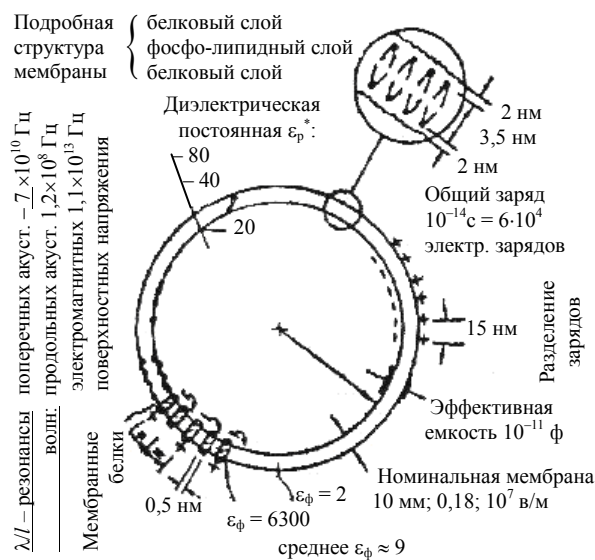 Подробная
структура
мембраны
белковый слой
фосфо-липидный слой
белковый слой
Диэлектрическая
постоянная εр*:
80
40
20
2 нм
3,5 нм
2 нм
Общий заряд
10⁻¹⁴с = 6·10⁴
электр. зарядов
15 нм
Разделение
зарядов
Эффективная
емкость 10⁻¹¹ ф
Номинальная мембрана
10 мм; 0,18; 10⁷ в/м
εф = 2
εф = 6300
среднее εф ≈ 9
0,5 нм
λ/l – резонансы поперечных акуст. – 7×10¹⁰ Гц
волн: продольных акуст. 1,2×10⁸ Гц
электромагнитных 1,1×10¹³ Гц
поверхностных напряжения
Мембранные
белки